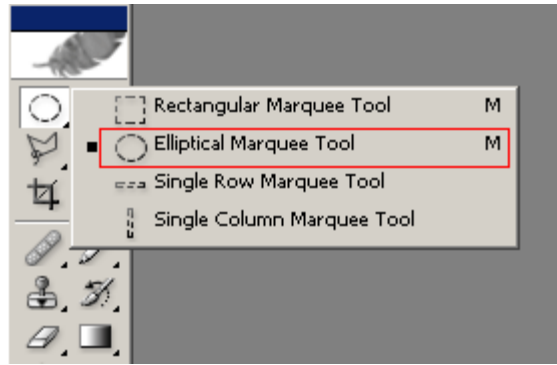 Rectangular Marquee Tool M
Elliptical Marquee Tool M
Single Row Marquee Tool
Single Column Marquee Tool